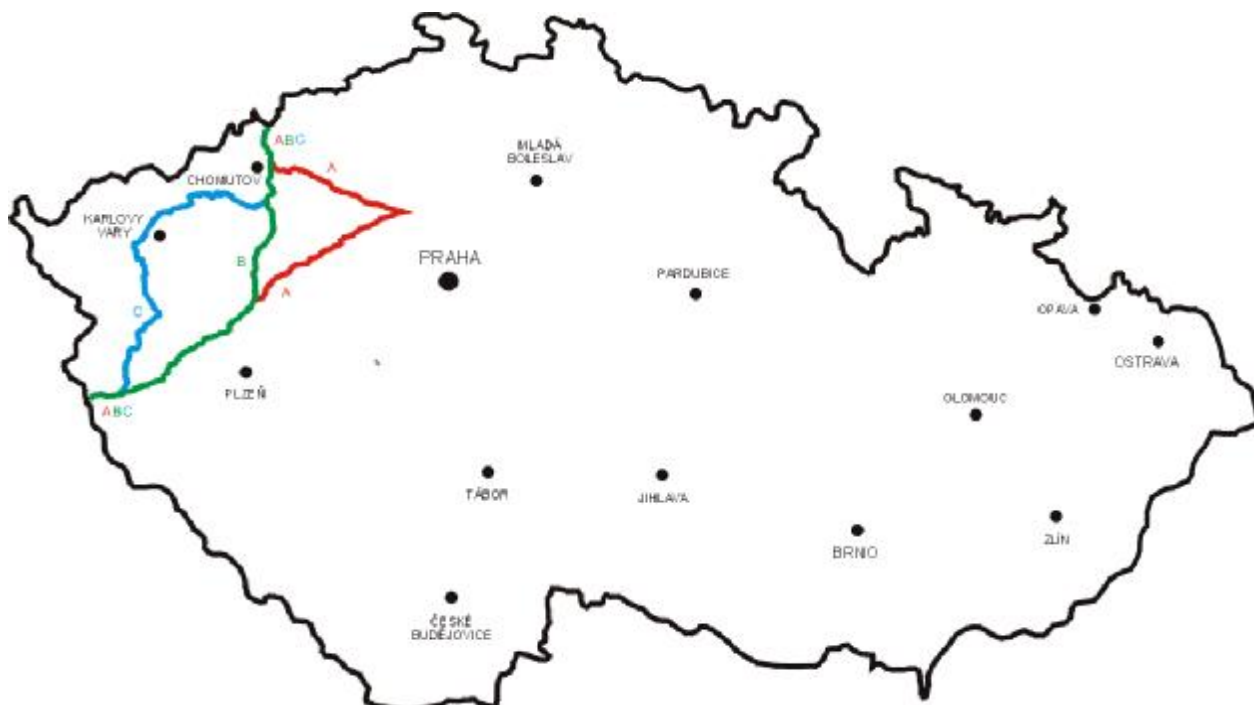 ABC
A
MLADÁ
BOLESLAV
CHOMUTOV
KARLOVY
VARY
PRAHA
B
PARDUBICE
A
C
OPAVA
OSTRAVA
PLZEŇ
ABC
OLOMOUC
TÁBOR
JIHLAVA
ZLÍN
BRNO
ČESKÉ
BUDĚJOVICE